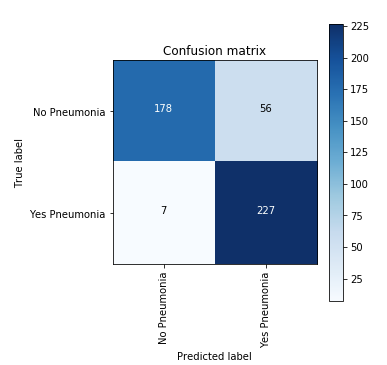 Confusion matrix
True label
No Pneumonia
178
56
Yes Pneumonia
7
227
No Pneumonia
Yes Pneumonia
Predicted label
225
200
175
150
125
100
75
50
25